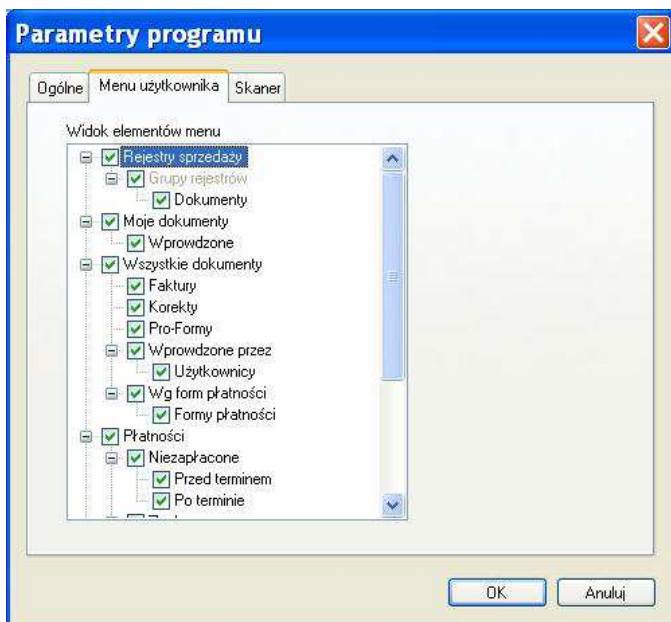 Parametry programu
Ogólne Menu użytkownika Skaner
Widok elementów menu
Rejestry sprzedaży
Grupy rejestrów
Dokumenty
Moje dokumenty
Wprowdzone
Wszystkie dokumenty
Faktury
Korekty
Pro-Formy
Wprowdzone przez
Użytkownicy
Wg form płatności
Formy płatności
Płatności
Niezapłacone
Przed terminem
Po terminie
OK Anuluj